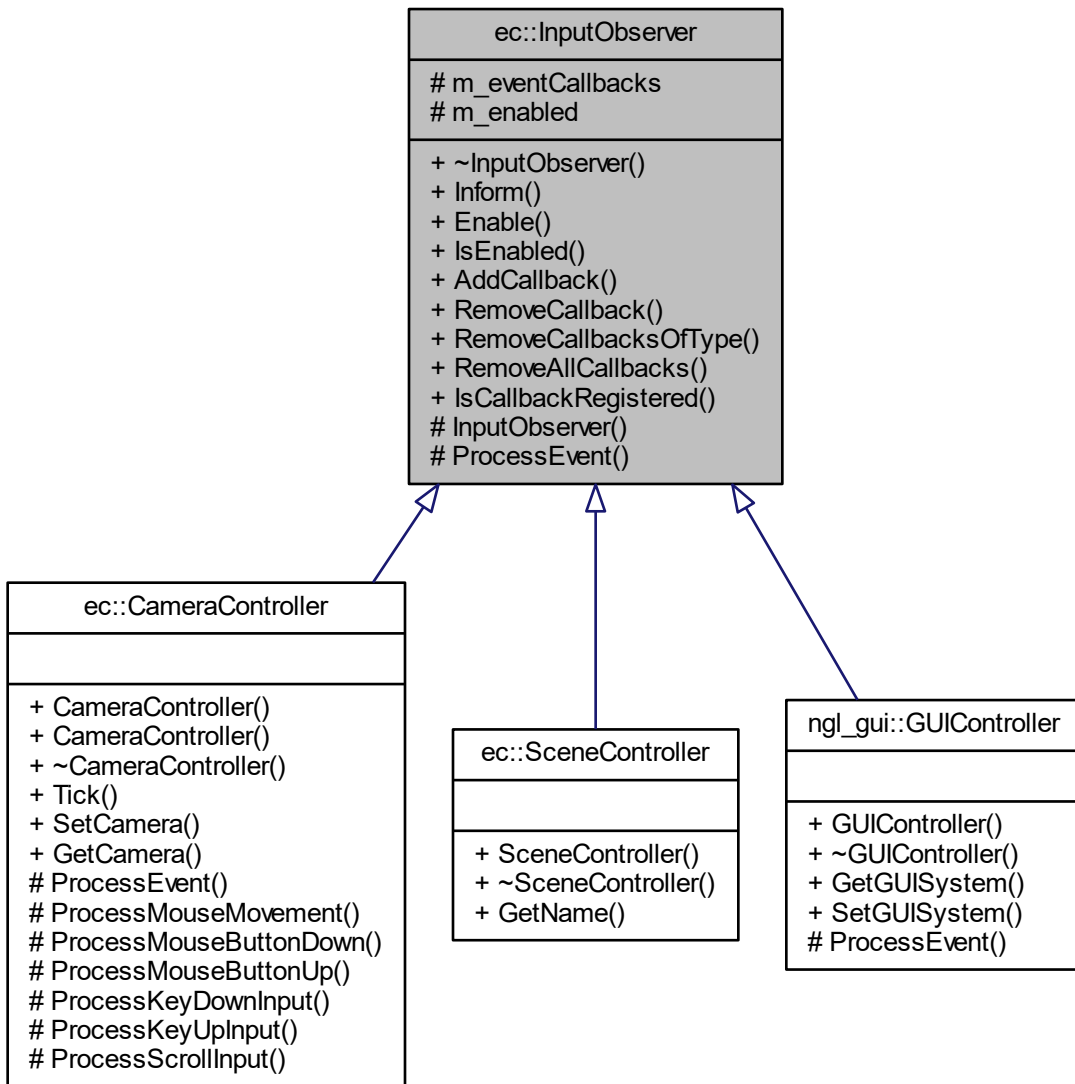 ec::InputObserver
# m_eventCallbacks
# m_enabled
+ ~InputObserver()
+ Inform()
+ Enable()
+ IsEnabled()
+ AddCallback()
+ RemoveCallback()
+ RemoveCallbacksOfType()
+ RemoveAllCallbacks()
+ IsCallbackRegistered()
# InputObserver()
# ProcessEvent()
ec::CameraController
+ CameraController()
+ CameraController()
+ ~CameraController()
+ Tick()
+ SetCamera()
+ GetCamera()
# ProcessEvent()
# ProcessMouseMovement()
# ProcessMouseButtonDown()
# ProcessMouseButtonUp()
# ProcessKeyDownInput()
# ProcessKeyUpInput()
# ProcessScrollInput()
ec::SceneController
+ SceneController()
+ ~SceneController()
+ GetName()
ngl_gui::GUIController
+ GUIController()
+ ~GUIController()
+ GetGUISystem()
+ SetGUISystem()
# ProcessEvent()